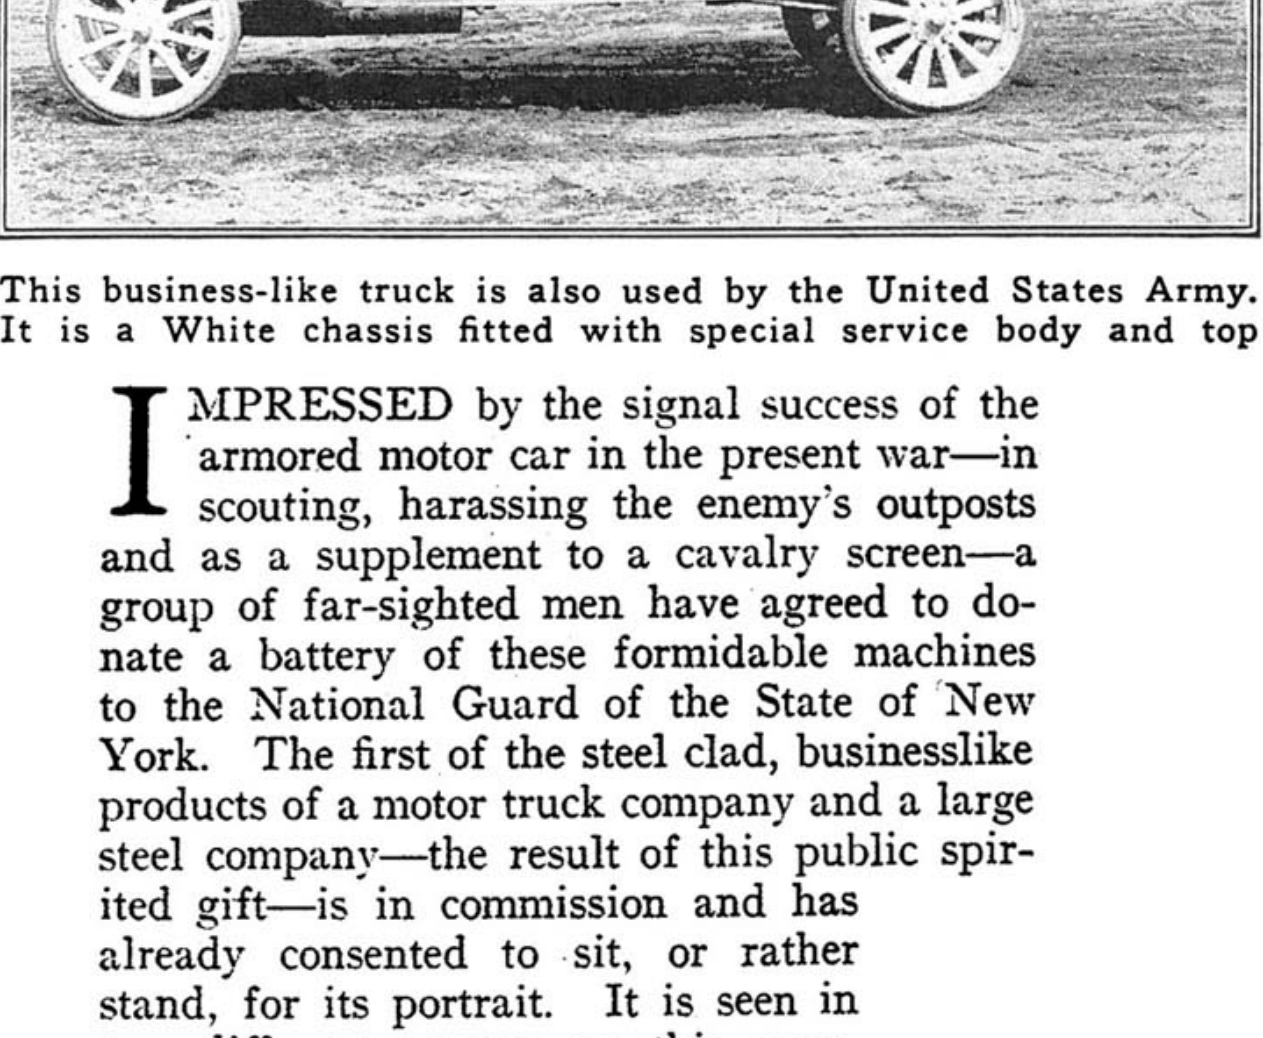 This business-like truck is also used by the United States Army.
It is a White chassis fitted with special service body and top
IMPRESSED by the signal success of the
armored motor car in the present war—in
scouting, harassing the enemy's outposts
and as a supplement to a cavalry screen—a
group of far-sighted men have agreed to do-
nate a battery of these formidable machines
to the National Guard of the State of New
York. The first of the steel clad, businesslike
products of a motor truck company and a large
steel company—the result of this public spir-
ited gift—is in commission and has
already consented to sit, or rather
stand, for its portrait. It is seen in